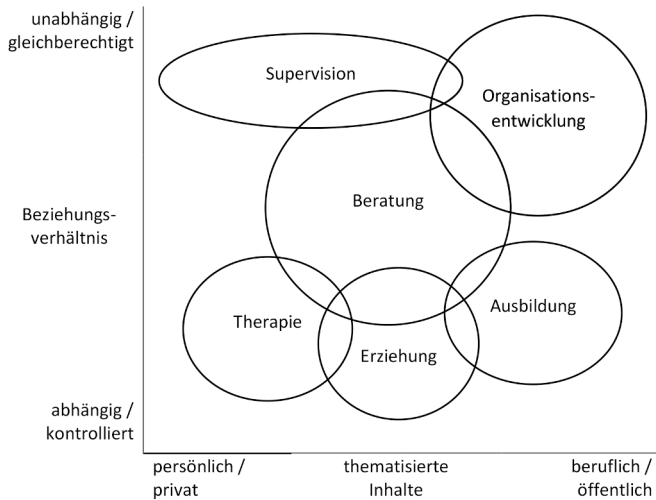 unabhängig /
gleichberechtigt
Supervision
Organisations-
entwicklung
Beratung
Beziehungs-
verhältnis
Therapie
Erziehung
Ausbildung
abhängig /
kontrolliert
persönlich /
privat
thematisierte
Inhalte
beruflich /
öffentlich